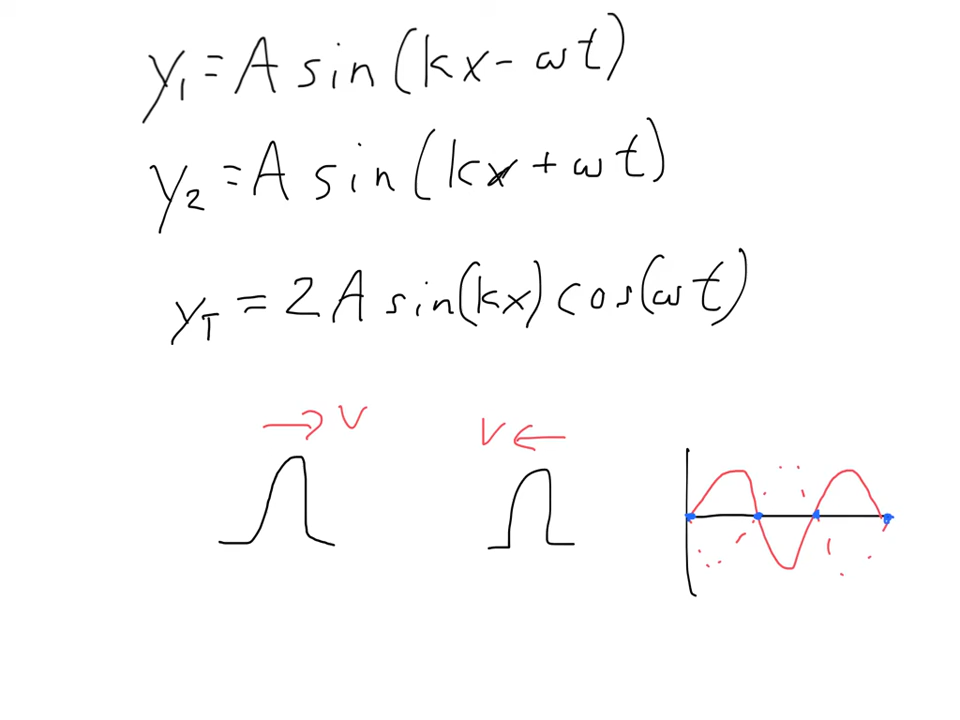 y₁ = A sin(kx - ωt)
y₂ = A sin(kx + ωt)
y_T = 2A sin(kx) cos(ωt)
→ V
V ←